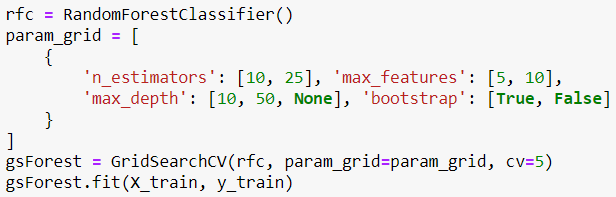 rfc = RandomForestClassifier()
param_grid = [
    {
        'n_estimators': [10, 25], 'max_features': [5, 10],
        'max_depth': [10, 50, None], 'bootstrap': [True, False]
    }
]
gsForest = GridSearchCV(rfc, param_grid=param_grid, cv=5)
gsForest.fit(X_train, y_train)